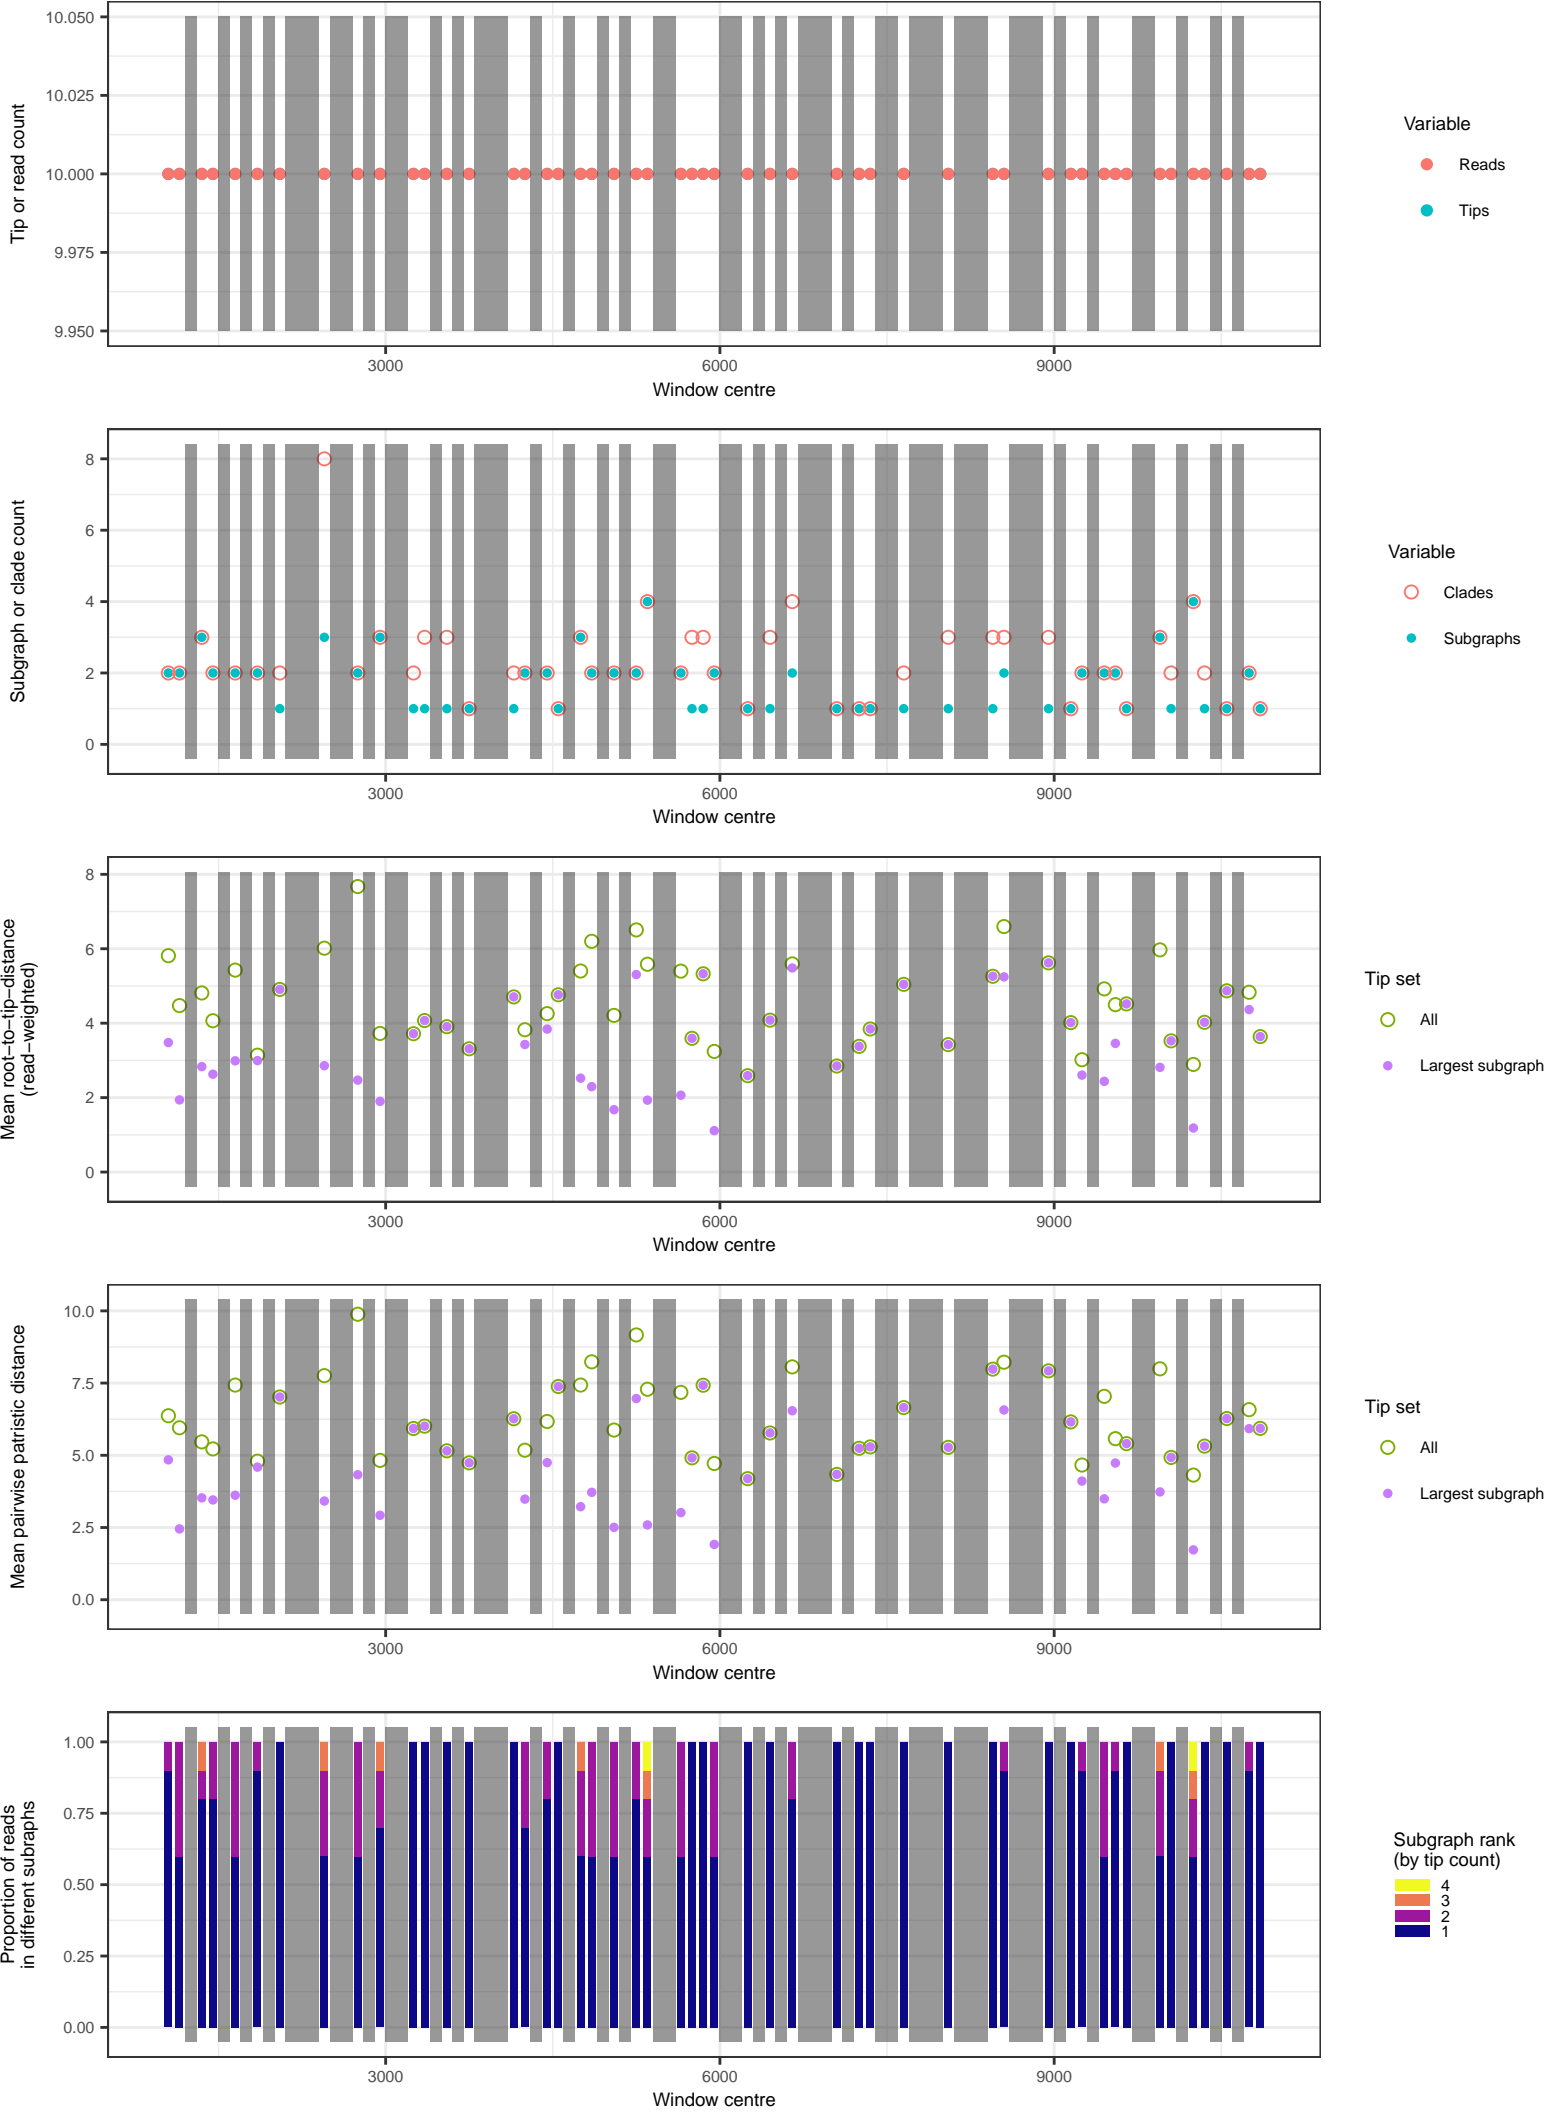 10.050
10.025
10.000
9.975
9.950
Tip or read count
3000 6000 9000
Window centre
Variable
Reads
Tips
8
6
4
2
0
Subgraph or clade count
3000 6000 9000
Window centre
Variable
Clades
Subgraphs
8
6
4
2
0
Mean root−to−tip−distance
(read−weighted)
3000 6000 9000
Window centre
Tip set
All
Largest subgraph
10.0
7.5
5.0
2.5
0.0
Mean pairwise patristic distance
3000 6000 9000
Window centre
Tip set
All
Largest subgraph
1.00
0.75
0.50
0.25
0.00
Proportion of reads
in different subraphs
3000 6000 9000
Window centre
Subgraph rank
(by tip count)
4
3
2
1